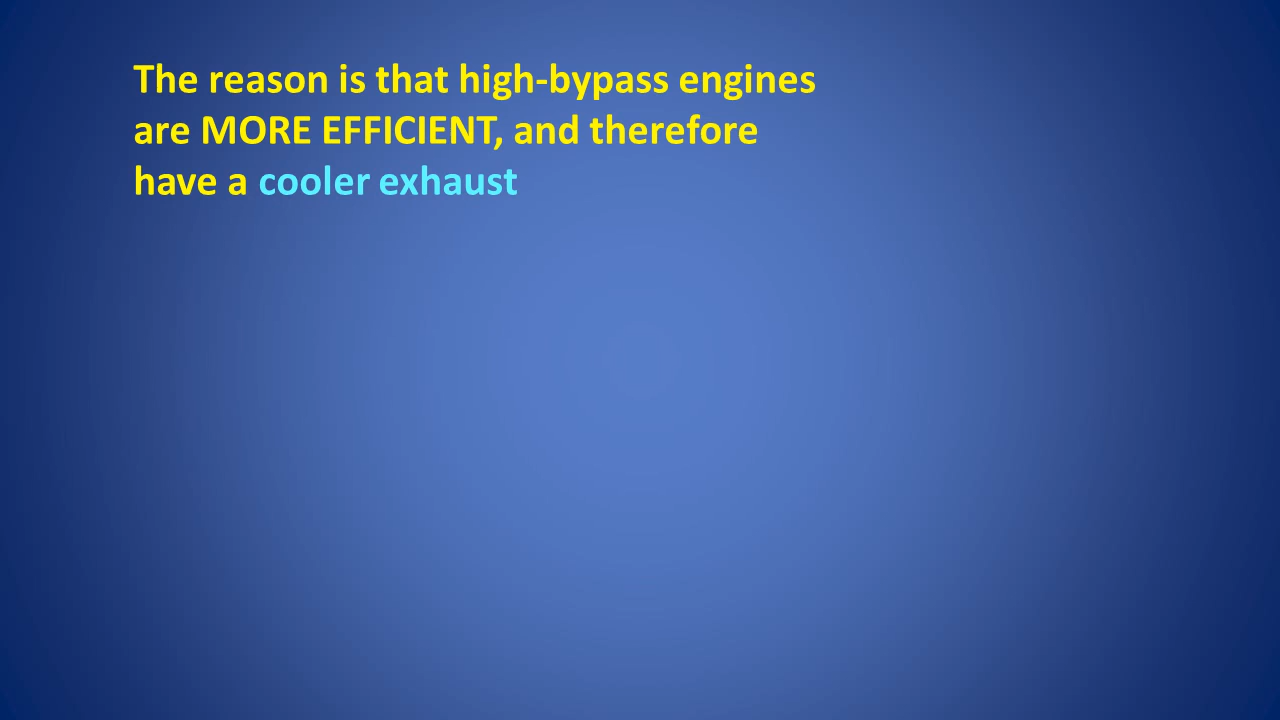 The reason is that high-bypass engines
are MORE EFFICIENT, and therefore
have a cooler exhaust